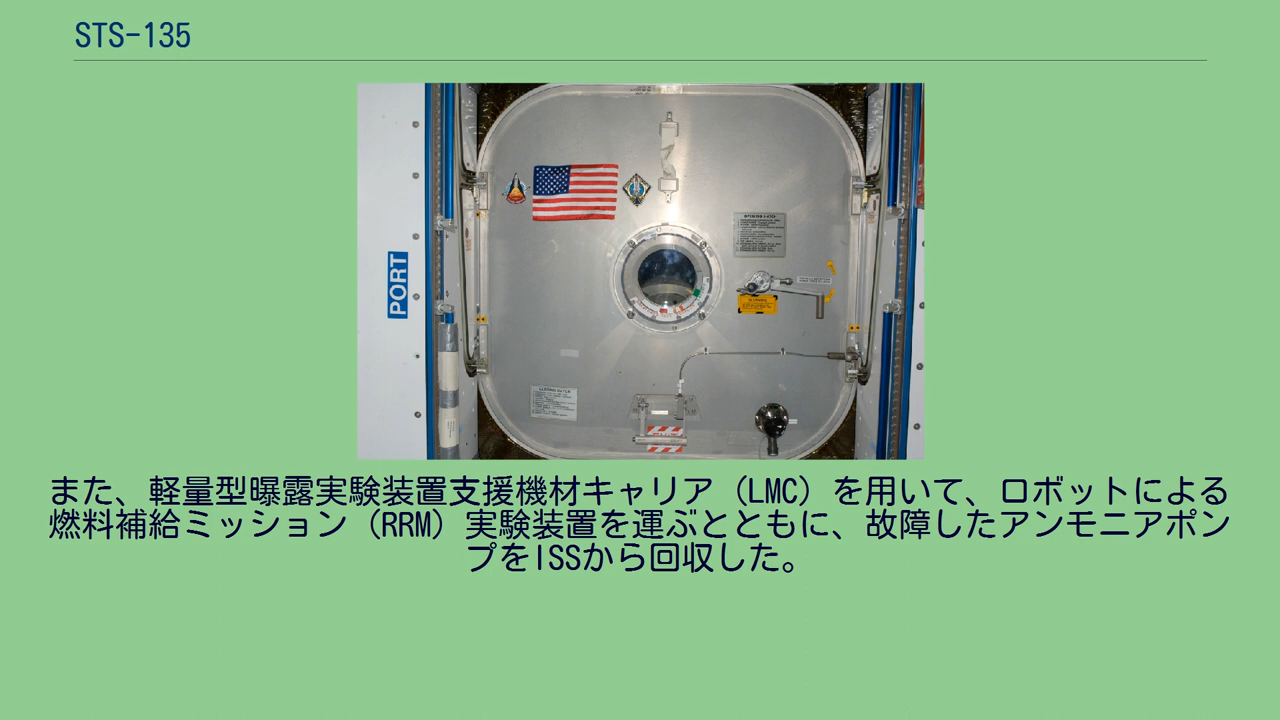 STS-135
PORT
また、軽量型曝露実験装置支援機材キャリア（LMC）を用いて、ロボットによる
燃料補給ミッション（RRM）実験装置を運ぶとともに、故障したアンモニアポン
プをISSから回収した。